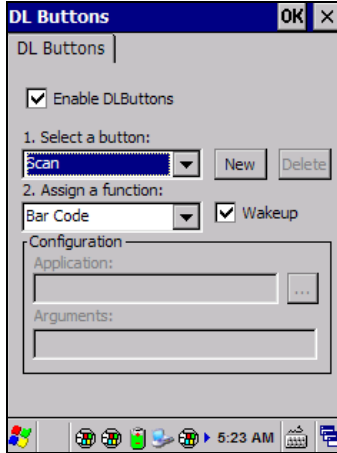 DL Buttons OK ×
DL Buttons
Enable DLButtons
1. Select a button:
Scan New Delete
2. Assign a function:
Bar Code Wakeup
Configuration
Application:
...
Arguments:
5:23 AM